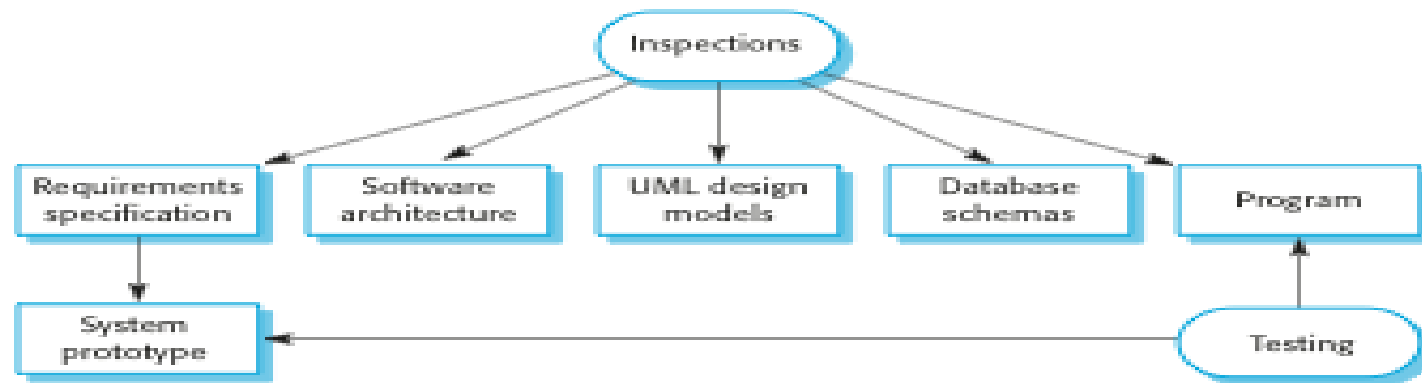 Inspections
Requirements
specification
Software
architecture
UML design
models
Database
schemas
Program
System
prototype
Testing